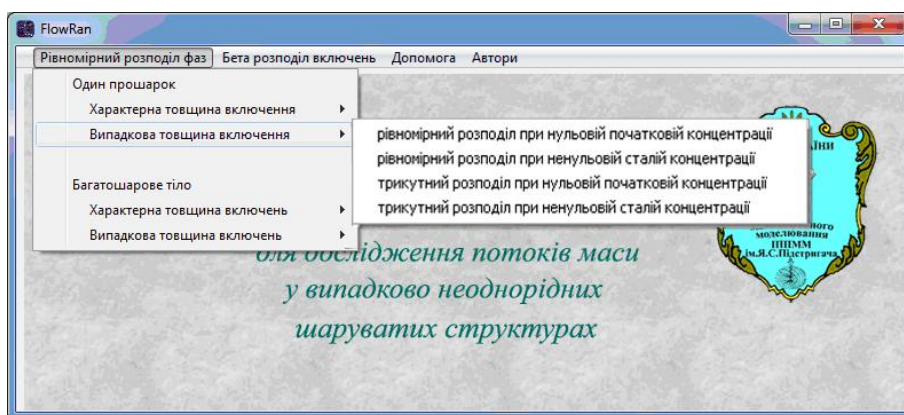 FlowRan
Рівномірний розподіл фаз Бета розподіл включень Допомога Автори
Один прошарок
Характерна товщина включення
Випадкова товщина включення
рівномірний розподіл при нульовій початковій концентрації
рівномірний розподіл при ненульовій сталій концентрації
трикутний розподіл при нульовій початковій концентрації
трикутний розподіл при ненульовій сталій концентрації
Багатошарове тіло
Характерна товщина включень
Випадкова товщина включень
для дослідження потоків маси
у випадково неоднорідних
шаруватих структурах
моделювання
ІППММ
ім.Я.С.Підстригача